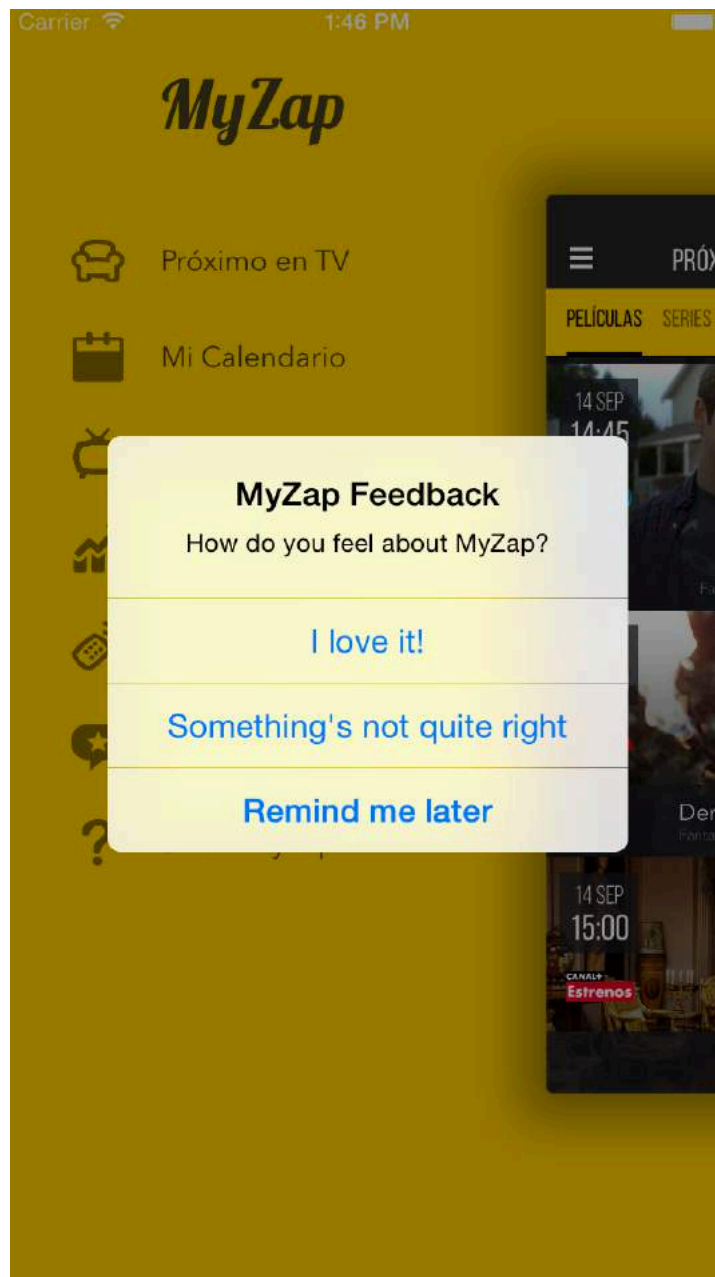 Carrier 1:46 PM
MyZap
Próximo en TV
Mi Calendario
PELÍCULAS SERIES
14 SEP
14:45
MyZap Feedback
How do you feel about MyZap?
I love it!
Something's not quite right
Remind me later
14 SEP
15:00
CANAL+
Estrenos